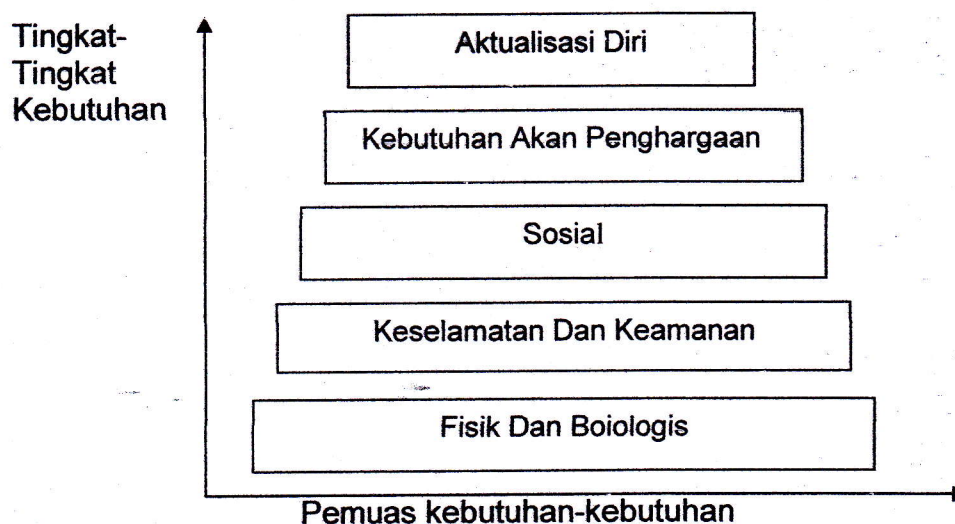 Tingkat-
Tingkat
Kebutuhan
Aktualisasi Diri
Kebutuhan Akan Penghargaan
Sosial
Keselamatan Dan Keamanan
Fisik Dan Boiologis
Pemuas kebutuhan-kebutuhan